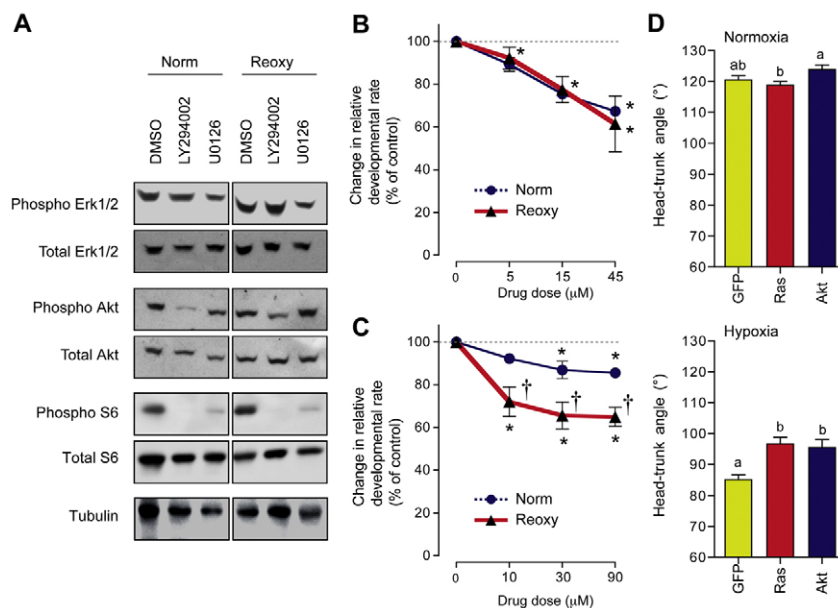 A
Norm
Reoxy
DMSO
LY294002
U0126
DMSO
LY294002
U0126
Phospho Erk1/2
Total Erk1/2
Phospho Akt
Total Akt
Phospho S6
Total S6
Tubulin
B
Change in relative
developmental rate
(% of control)
100
80
60
40
20
0
*
*
*
*
Norm
Reoxy
0
5
15
45
Drug dose (µM)
C
Change in relative
developmental rate
(% of control)
100
80
60
40
20
0
*
*
†
†
†
*
*
*
Norm
Reoxy
0
10
30
90
Drug dose (µM)
D
Normoxia
Head-trunk angle (°)
130
120
110
100
90
80
70
60
ab
b
a
GFP
Ras
Akt
Hypoxia
Head-trunk angle (°)
130
120
110
100
90
80
70
60
a
b
b
GFP
Ras
Akt